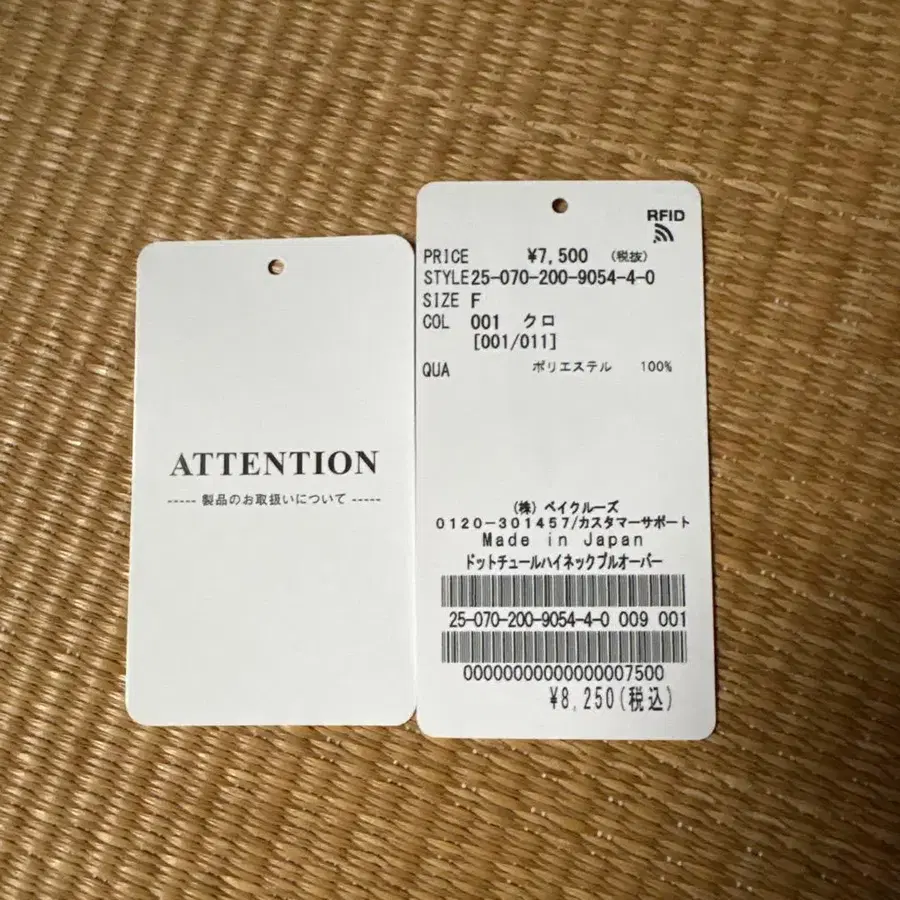 ATTENTION
----- 製品のお取扱いについて -----
RFID
PRICE ¥7,500 (税抜)
STYLE 25-070-200-9054-4-0
SIZE F
COL 001 クロ
[001/011]
QUA ポリエステル 100%
(株) ベイクルーズ
0120-301457/カスタマーサポート
Made in Japan
ドットチュールハイネックプルオーバー
25-070-200-9054-4-0 009 001
00000000000000007500
¥8,250(税込)